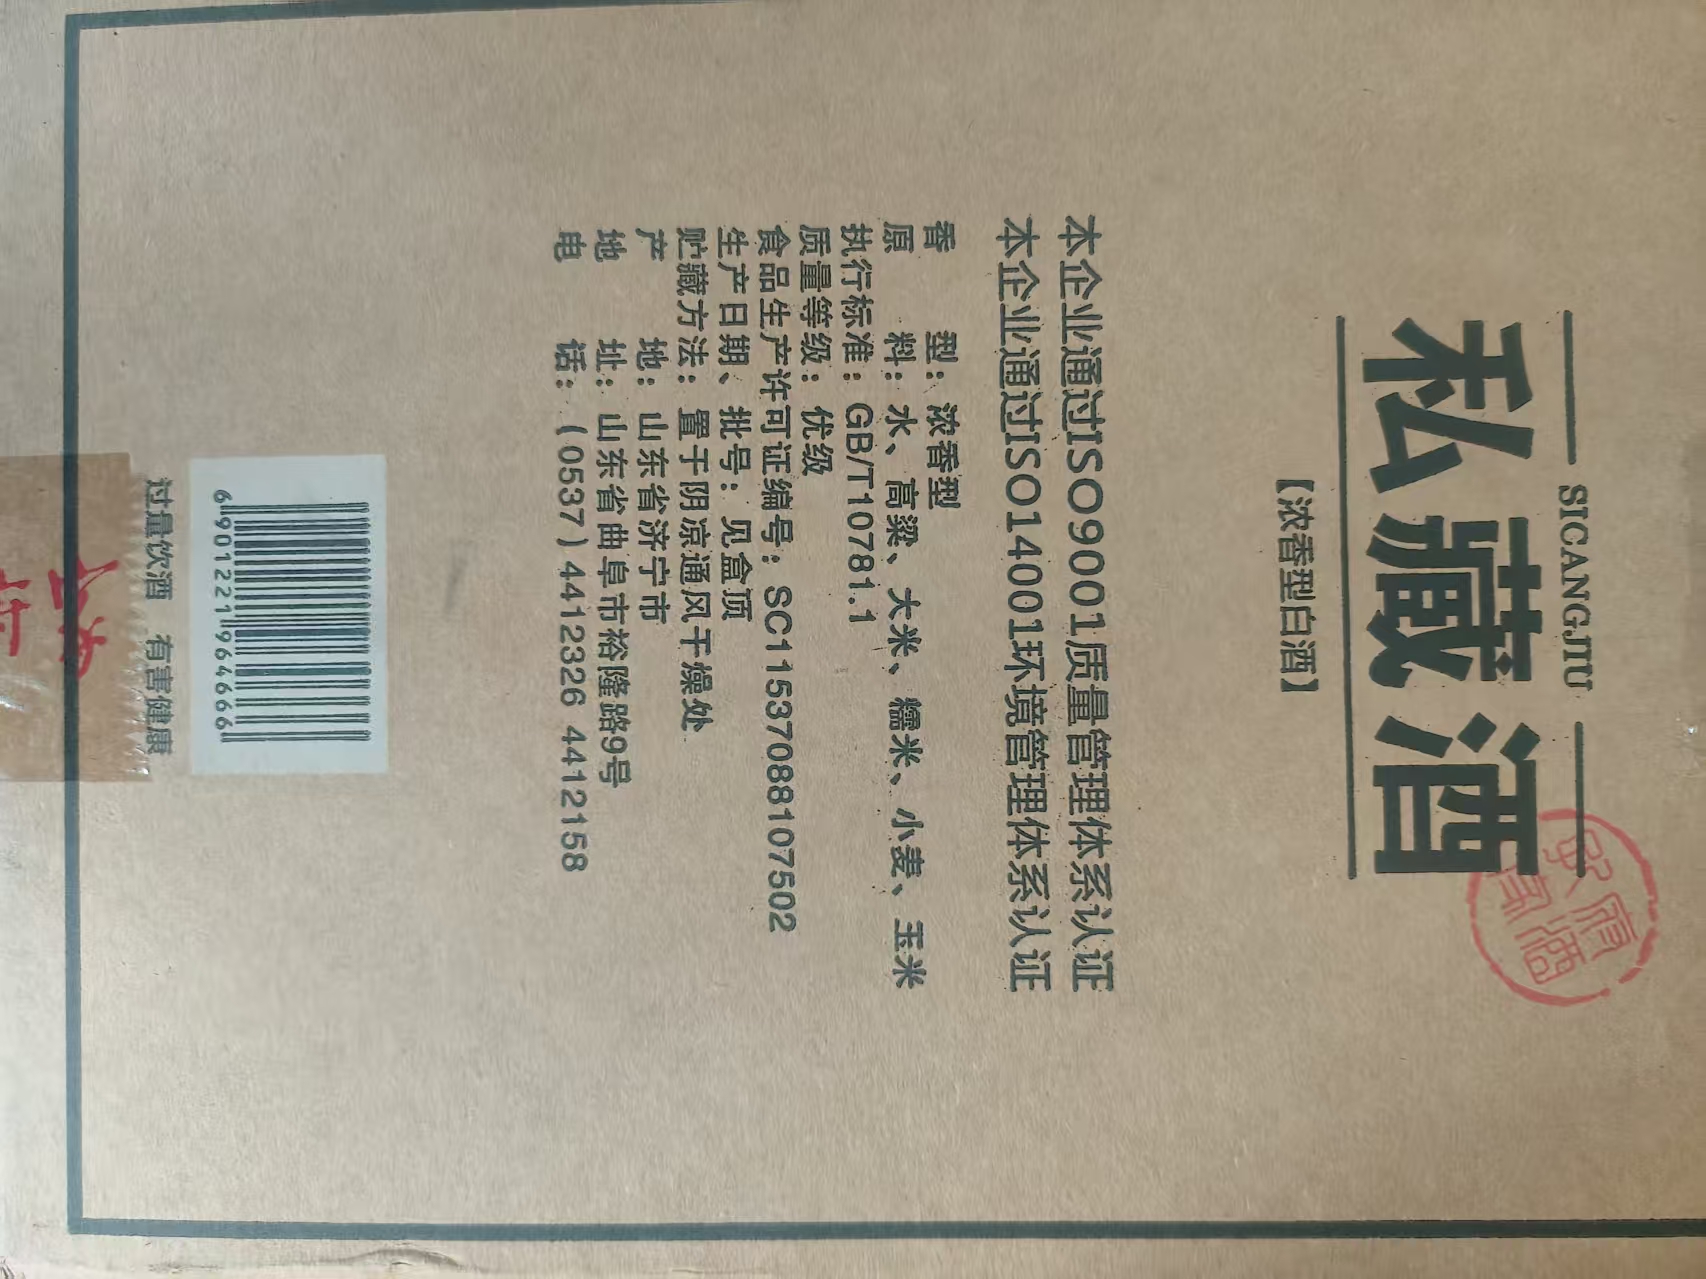 SICANGJIU
私藏酒
【浓香型白酒】
本企业通过ISO9001质量管理体系认证
本企业通过ISO14001环境管理体系认证
香 型：浓香型
原 料：水、高粱、大米、糯米、小麦、玉米
执行标准：GB/T10781.1
质量等级：优级
食品生产许可证编号：SC11537088107502
生产日期、批号：见盒顶
贮藏方法：置于阴凉通风干燥处
产 地：山东省济宁市
地 址：山东省曲阜市裕隆路9号
电 话：(0537) 4412326 4412158
6901221964666
过量饮酒 有害健康